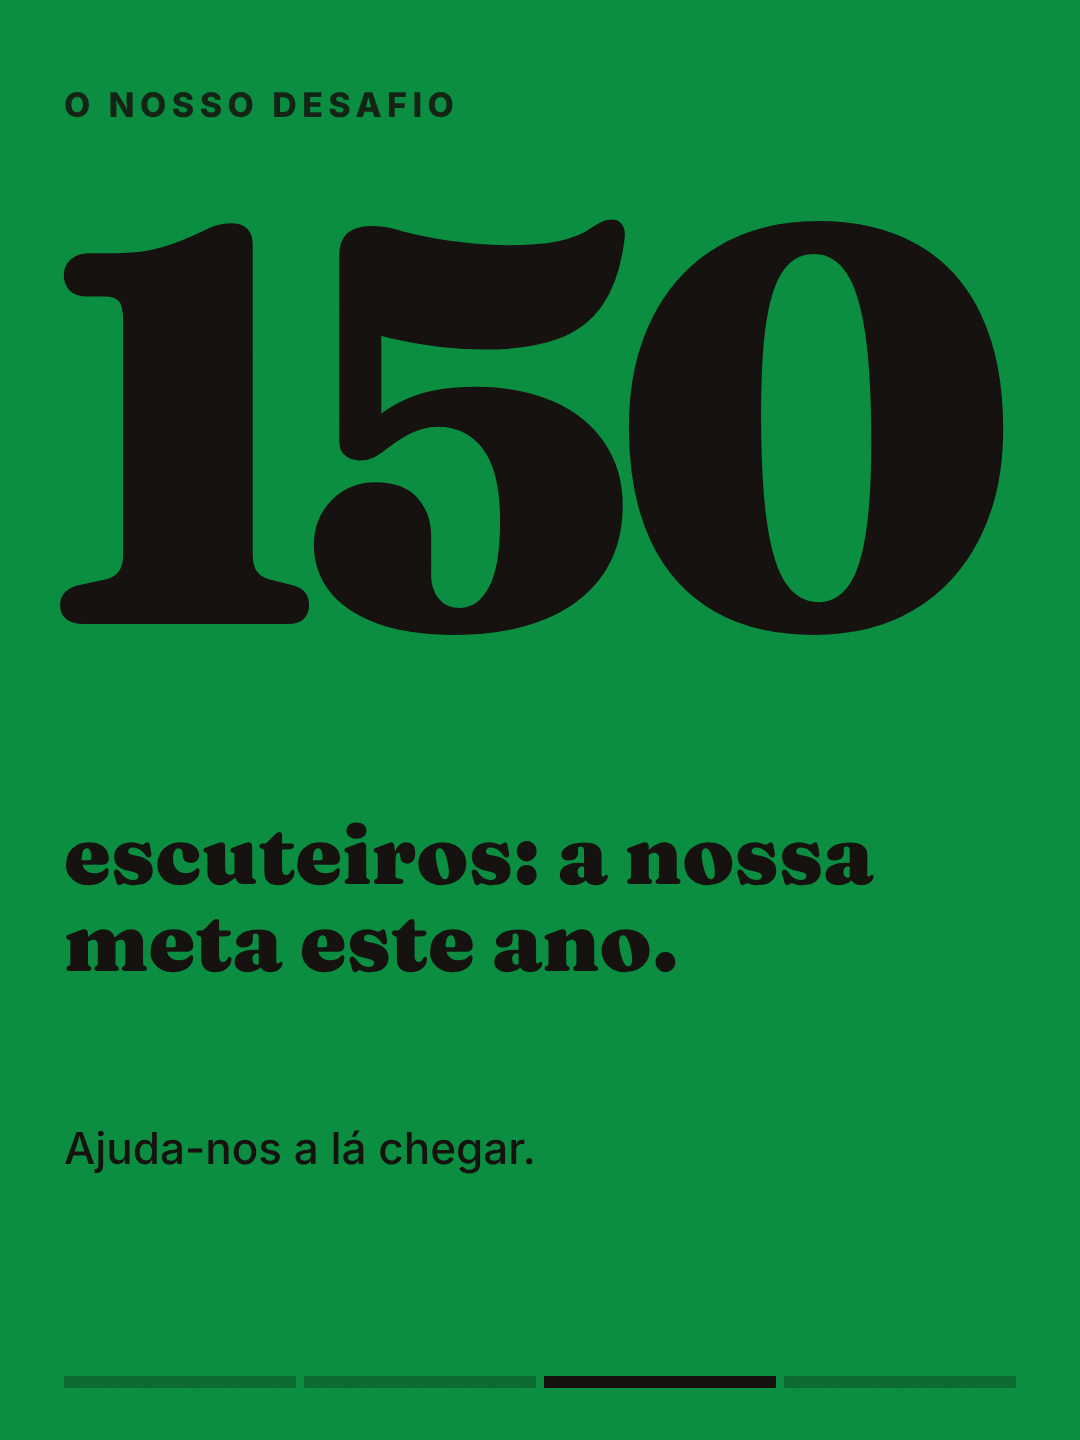 O NOSSO DESAFIO
150
escuteiros: a nossa
meta este ano.
Ajuda-nos a lá chegar.